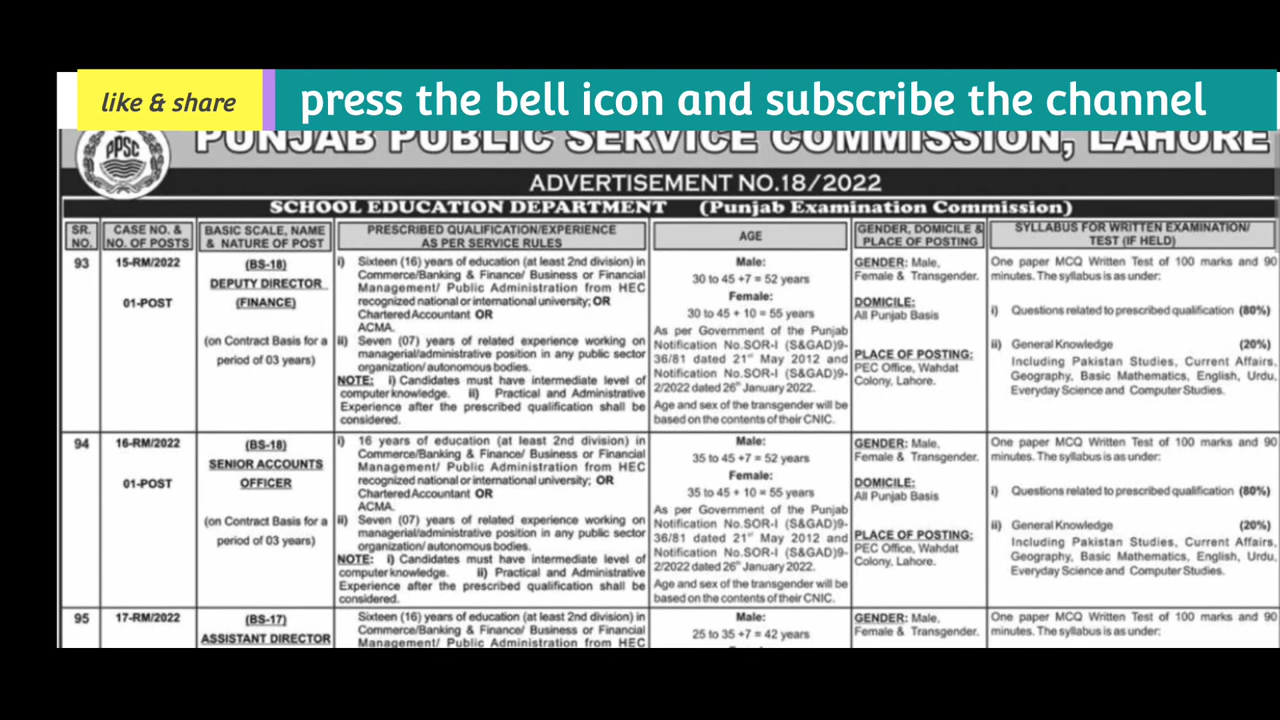 like & share
press the bell icon and subscribe the channel
PPSC
PUNJAB PUBLIC SERVICE COMMISSION, LAHORE
ADVERTISEMENT NO.18/2022
SCHOOL EDUCATION DEPARTMENT (Punjab Examination Commission)
SR. NO.
CASE NO. & NO. OF POSTS
BASIC SCALE, NAME & NATURE OF POST
PRESCRIBED QUALIFICATION/EXPERIENCE AS PER SERVICE RULES
AGE
GENDER, DOMICILE & PLACE OF POSTING
SYLLABUS FOR WRITTEN EXAMINATION/ TEST (IF HELD)
93
15-RM/2022
01-POST
(BS-18)
DEPUTY DIRECTOR
(FINANCE)
(on Contract Basis for a
period of 03 years)
i) Sixteen (16) years of education (at least 2nd division) in
Commerce/Banking & Finance/ Business or Financial
Management/ Public Administration from HEC
recognized national or international university; OR
Chartered Accountant OR
ACMA.
ii) Seven (07) years of related experience working on
managerial/administrative position in any public sector
organization/ autonomous bodies.
NOTE: i) Candidates must have intermediate level of
computer knowledge. ii) Practical and Administrative
Experience after the prescribed qualification shall be
considered.
Male:
30 to 45 +7 = 52 years
Female:
30 to 45 + 10 = 55 years
As per Government of the Punjab
Notification No.SOR-I (S&GAD)9-
36/81 dated 21st May 2012 and
Notification No.SOR-I (S&GAD)9-
2/2022 dated 26th January 2022.
Age and sex of the transgender will be
based on the contents of their CNIC.
GENDER: Male,
Female & Transgender.
DOMICILE:
All Punjab Basis
PLACE OF POSTING:
PEC Office, Wahdat
Colony, Lahore.
One paper MCQ Written Test of 100 marks and 90
minutes. The syllabus is as under:
i) Questions related to prescribed qualification (80%)
ii) General Knowledge (20%)
Including Pakistan Studies, Current Affairs,
Geography, Basic Mathematics, English, Urdu,
Everyday Science and Computer Studies.
94
16-RM/2022
01-POST
(BS-18)
SENIOR ACCOUNTS
OFFICER
(on Contract Basis for a
period of 03 years)
i) 16 years of education (at least 2nd division) in
Commerce/Banking & Finance/ Business or Financial
Management/ Public Administration from HEC
recognized national or international university; OR
Chartered Accountant OR
ACMA.
ii) Seven (07) years of related experience working on
managerial/administrative position in any public sector
organization/ autonomous bodies.
NOTE: i) Candidates must have intermediate level of
computer knowledge. ii) Practical and Administrative
Experience after the prescribed qualification shall be
considered.
Male:
35 to 45 +7 = 52 years
Female:
35 to 45 + 10 = 55 years
As per Government of the Punjab
Notification No.SOR-I (S&GAD)9-
36/81 dated 21st May 2012 and
Notification No.SOR-I (S&GAD)9-
2/2022 dated 26th January 2022.
Age and sex of the transgender will be
based on the contents of their CNIC.
GENDER: Male,
Female & Transgender.
DOMICILE:
All Punjab Basis
PLACE OF POSTING:
PEC Office, Wahdat
Colony, Lahore.
One paper MCQ Written Test of 100 marks and 90
minutes. The syllabus is as under:
i) Questions related to prescribed qualification (80%)
ii) General Knowledge (20%)
Including Pakistan Studies, Current Affairs,
Geography, Basic Mathematics, English, Urdu,
Everyday Science and Computer Studies.
95
17-RM/2022
(BS-17)
ASSISTANT DIRECTOR
Sixteen (16) years of education (at least 2nd division) in
Commerce/Banking & Finance/ Business or Financial
Management/ Public Administration from HEC
Male:
25 to 35 +7 = 42 years
GENDER: Male,
Female & Transgender.
One paper MCQ Written Test of 100 marks and 90
minutes. The syllabus is as under: